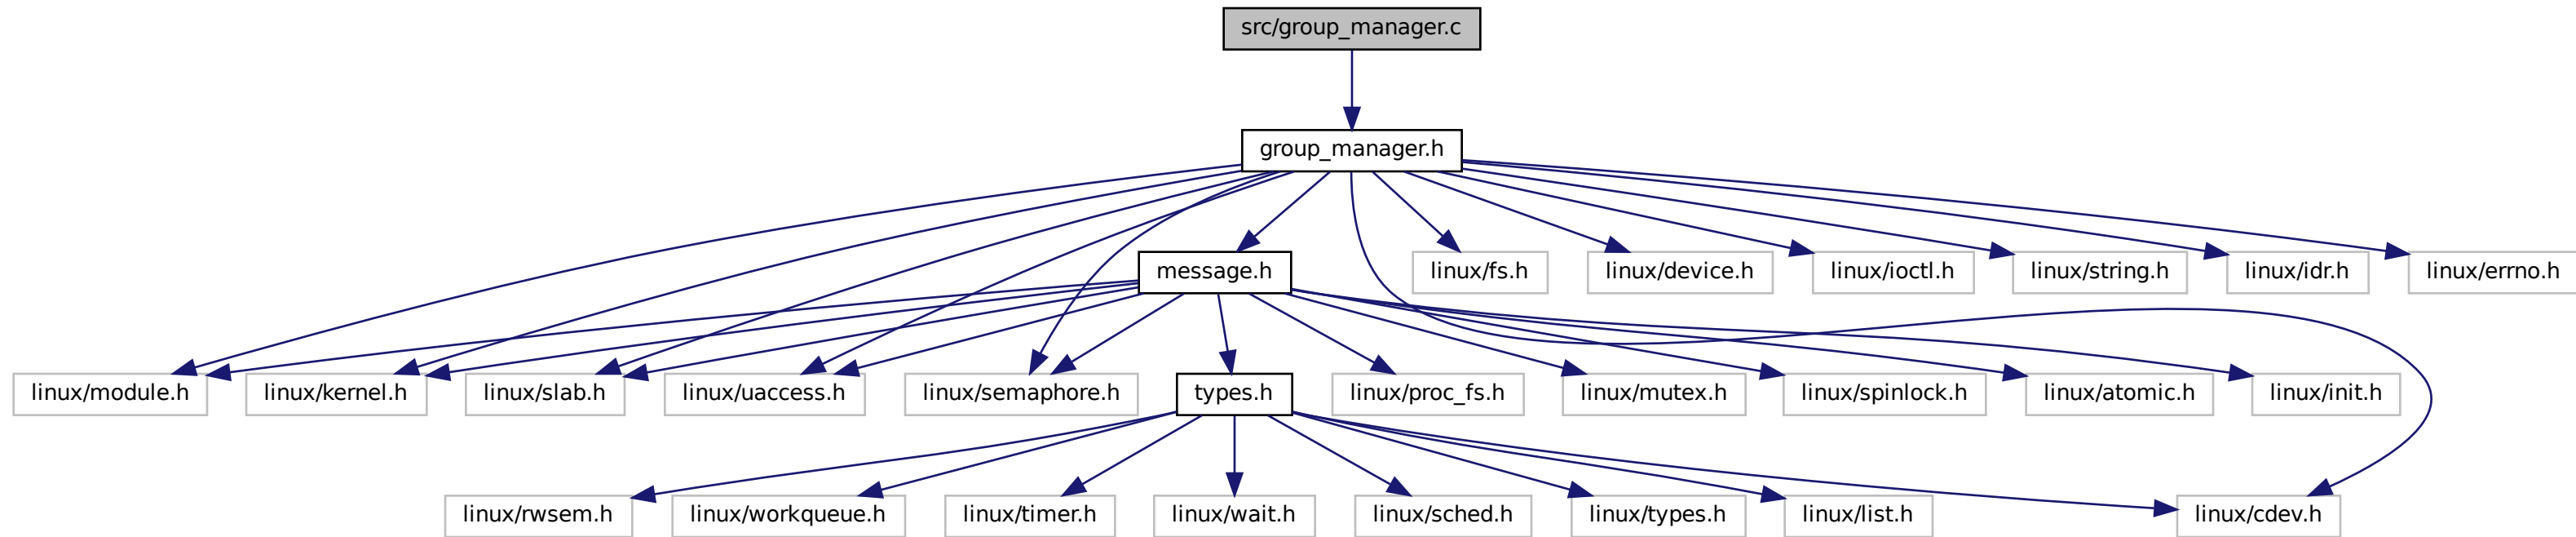 src/group_manager.c
group_manager.h
message.h
linux/fs.h
linux/device.h
linux/ioctl.h
linux/string.h
linux/idr.h
linux/errno.h
linux/module.h
linux/kernel.h
linux/slab.h
linux/uaccess.h
linux/semaphore.h
types.h
linux/proc_fs.h
linux/mutex.h
linux/spinlock.h
linux/atomic.h
linux/init.h
linux/rwsem.h
linux/workqueue.h
linux/timer.h
linux/wait.h
linux/sched.h
linux/types.h
linux/list.h
linux/cdev.h